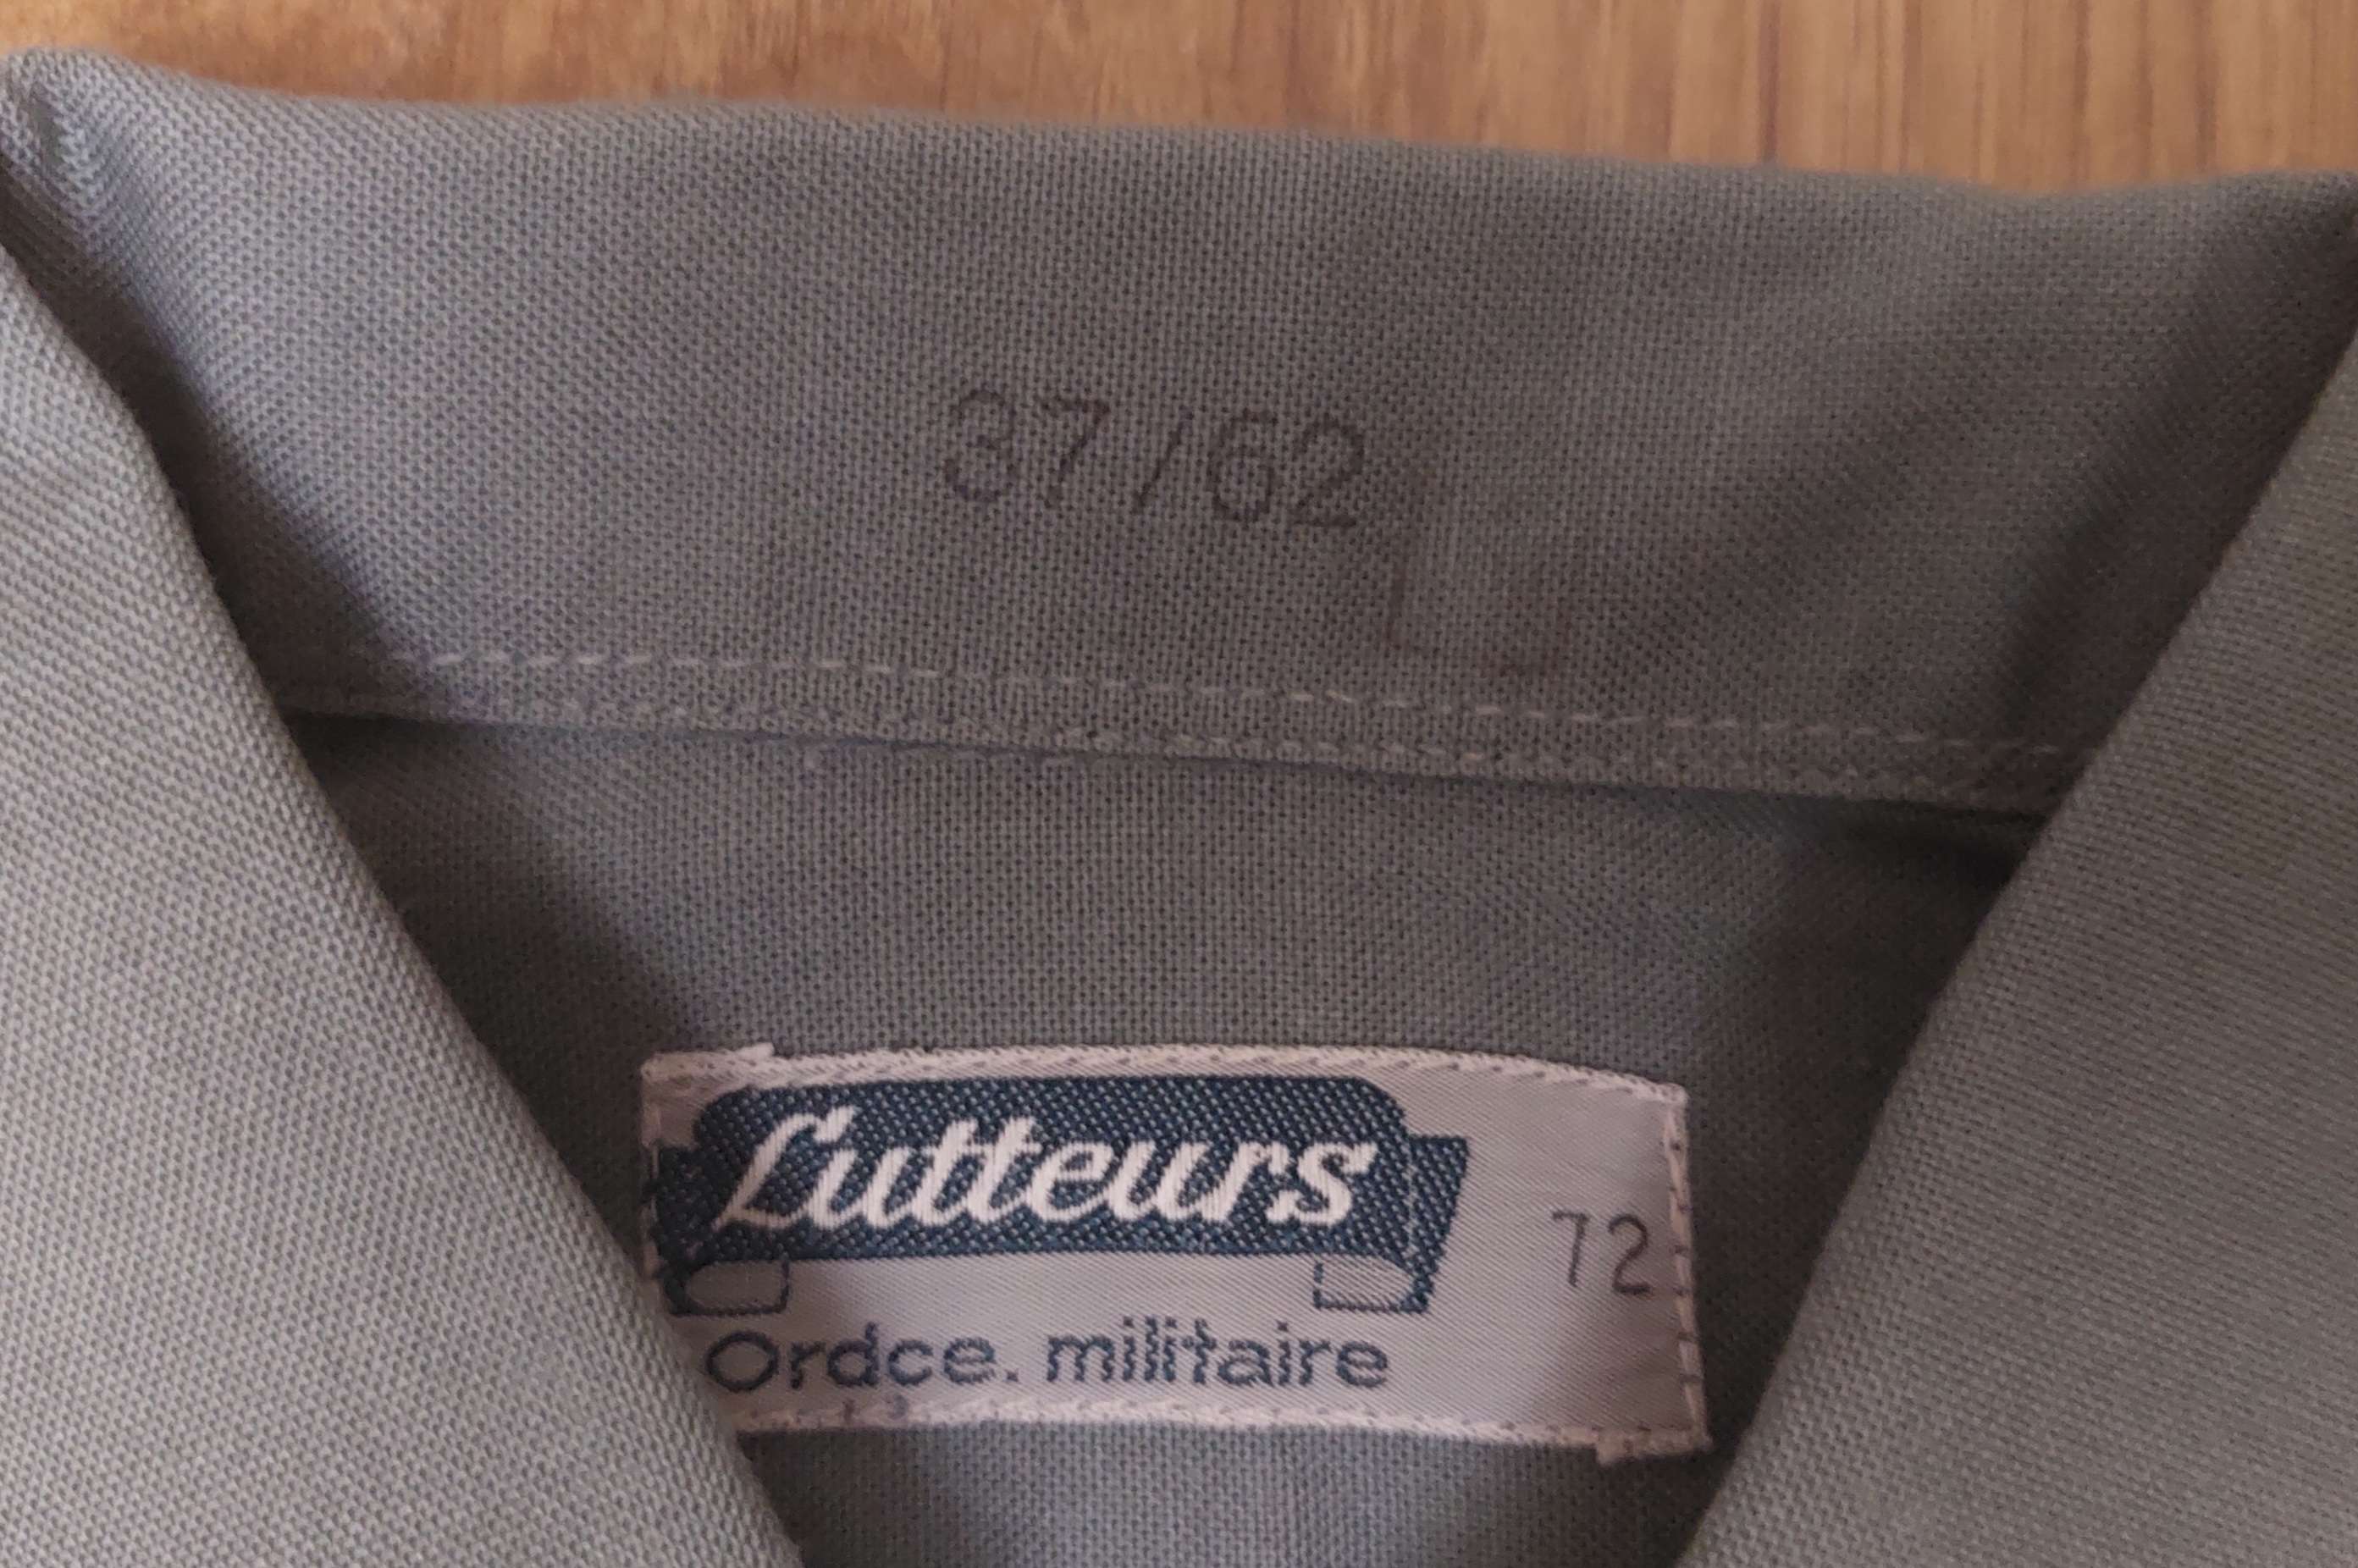 37/62
Lutteurs
72
Ordce. militaire